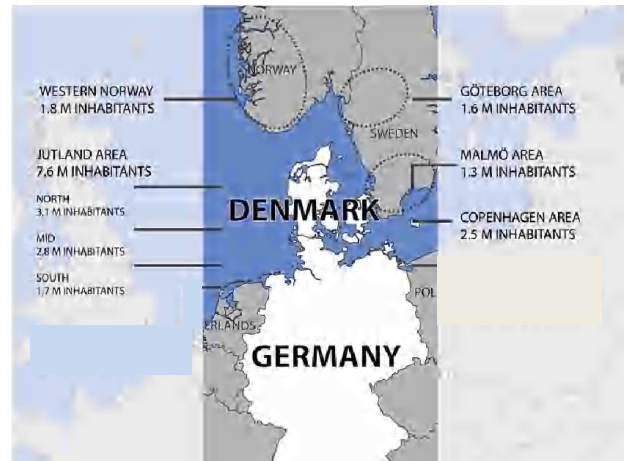 WESTERN NORWAY
1.8 M INHABITANTS
JUTLAND AREA
7,6 M INHABITANTS
NORTH
3,1 M INHABITANTS
MID
2,8 M INHABITANTS
SOUTH
1,7 M INHABITANTS
NORWAY
SWEDEN
DENMARK
POL
ERLANDS
GERMANY
GÖTEBORG AREA
1.6 M INHABITANTS
MALMÖ AREA
1.3 M INHABITANTS
COPENHAGEN AREA
2.5 M INHABITANTS